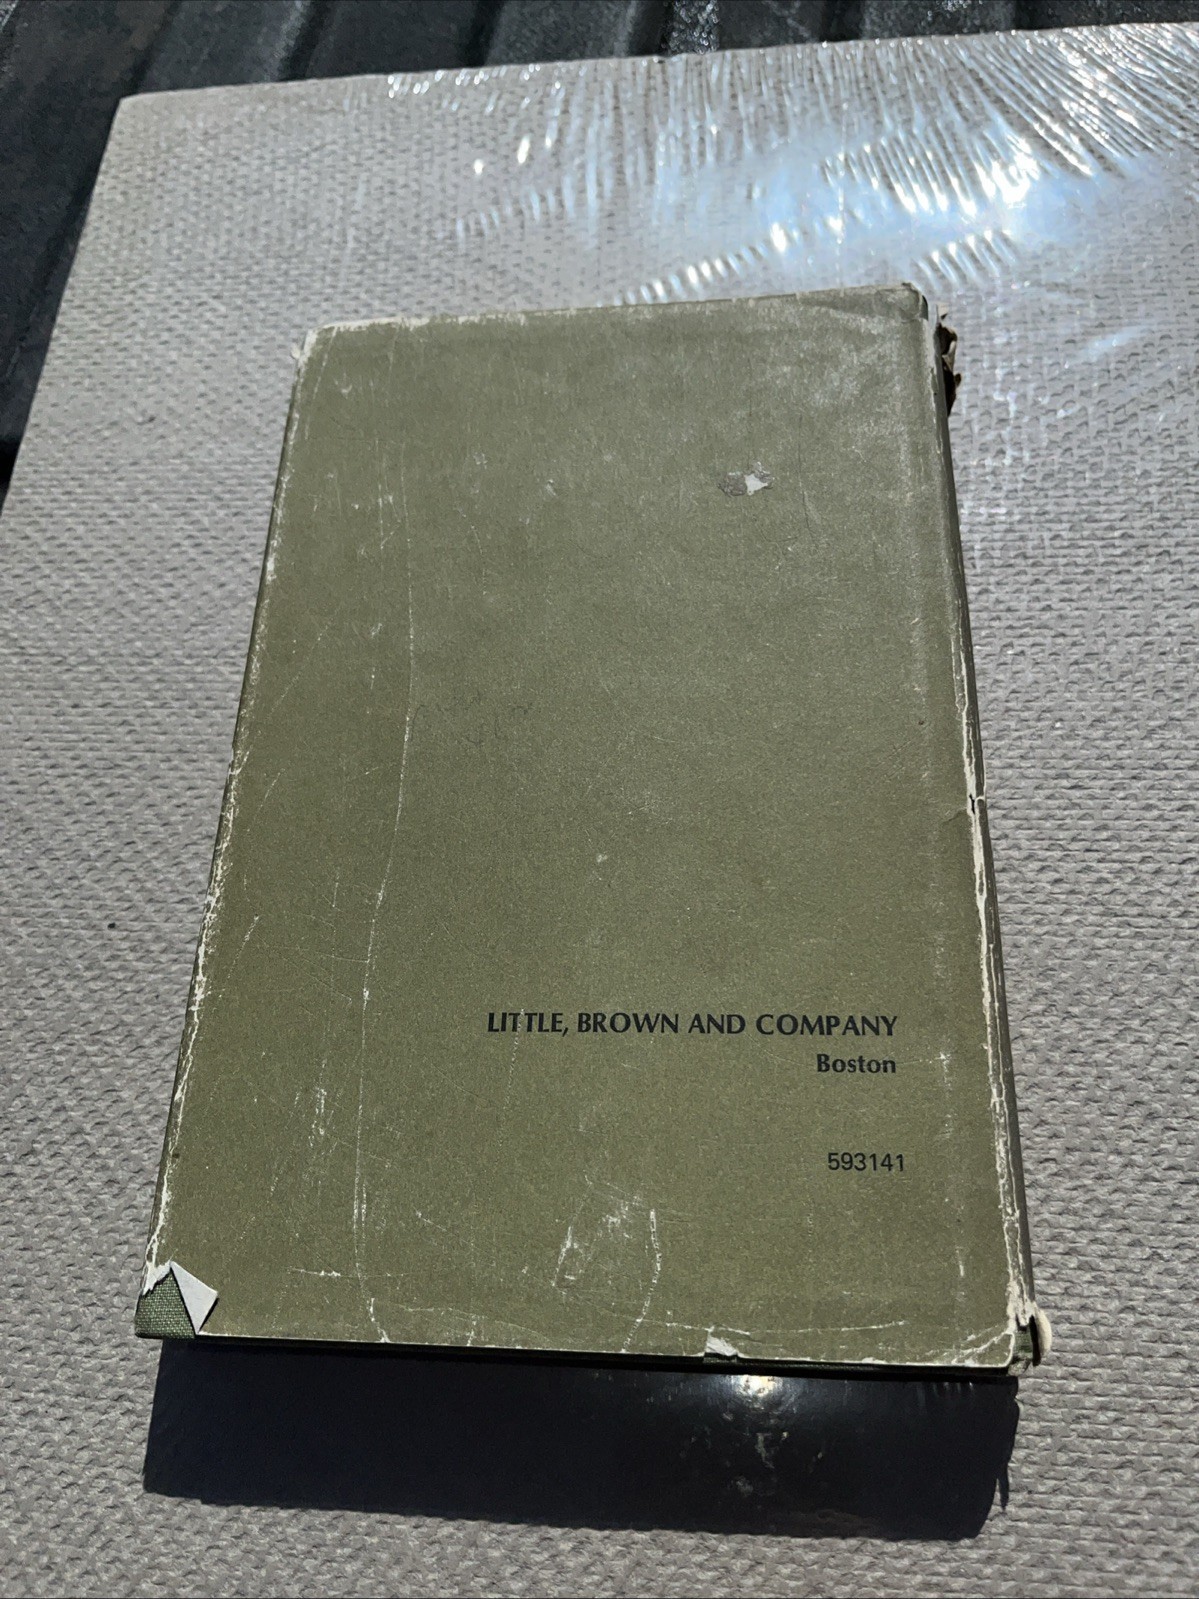 LITTLE, BROWN AND COMPANY
Boston
593141